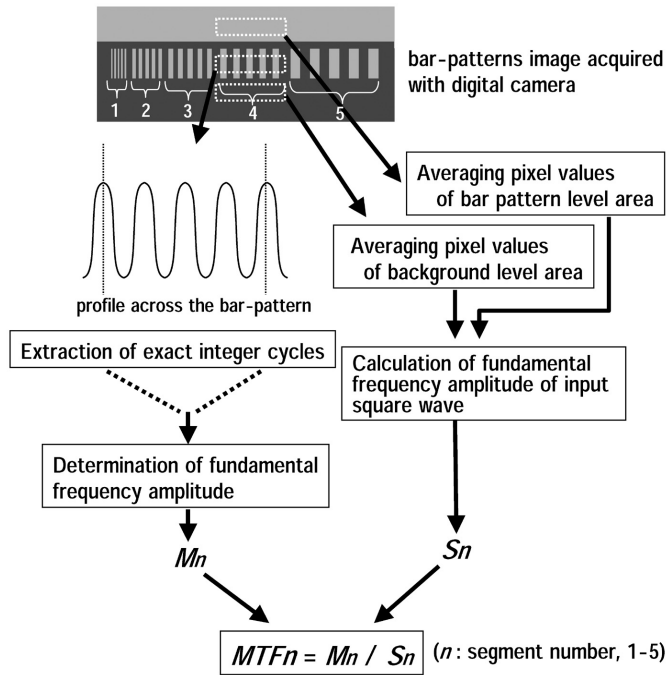 bar-patterns image acquired
with digital camera
1 2 3 4 5
Averaging pixel values
of bar pattern level area
Averaging pixel values
of background level area
profile across the bar-pattern
Extraction of exact integer cycles
Calculation of fundamental
frequency amplitude of input
square wave
Determination of fundamental
frequency amplitude
Mn
Sn
MTFn = Mn / Sn
(n : segment number, 1-5)